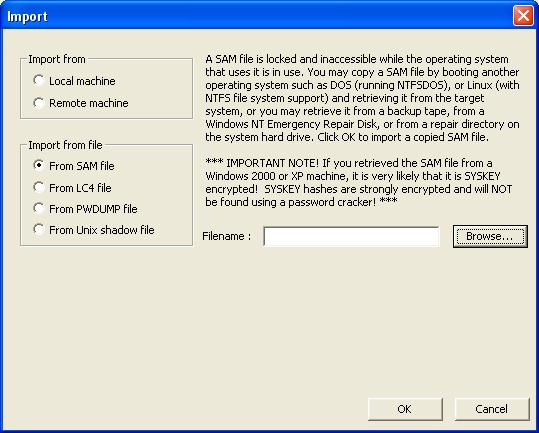 Import
Import from
Local machine
Remote machine
Import from file
From SAM file
From LC4 file
From PWDUMP file
From Unix shadow file
A SAM file is locked and inaccessible while the operating system
that uses it is in use. You may copy a SAM file by booting another
operating system such as DOS (running NTFSDOS), or Linux (with
NTFS file system support) and retrieving it from the target
system, or you may retrieve it from a backup tape, from a
Windows NT Emergency Repair Disk, or from a repair directory on
the system hard drive. Click OK to import a copied SAM file.
*** IMPORTANT NOTE! If you retrieved the SAM file from a
Windows 2000 or XP machine, it is very likely that it is SYSKEY
encrypted! SYSKEY hashes are strongly encrypted and will NOT
be found using a password cracker! ***
Filename :
Browse...
OK
Cancel